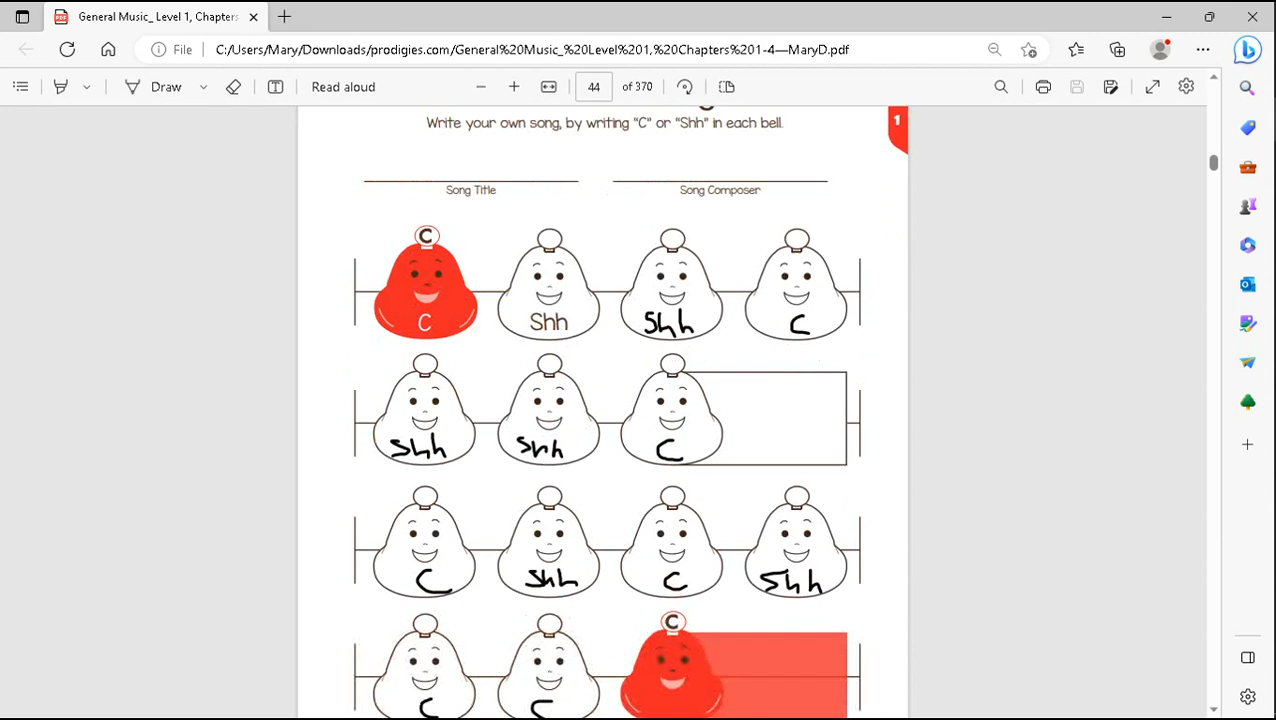 General Music_ Level 1, Chapters
File C:/Users/Mary/Downloads/prodigies.com/General%20Music_%20Level%201,%20Chapters%201-4—MaryD.pdf
Draw Read aloud 44 of 370
1
Write your own song, by writing “C” or “Shh” in each bell.
Song Title Song Composer
C
C Shh Shh C
Shh Shh C
C Shh C Shh
C
C C